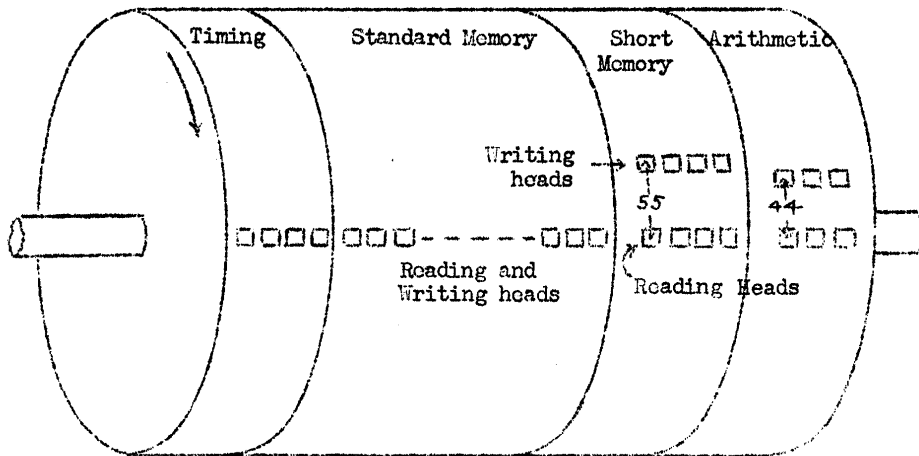 Timing
Standard Memory
Short
Memory
Arithmetic
Writing
heads
55
44
Reading and
Writing heads
Reading Heads